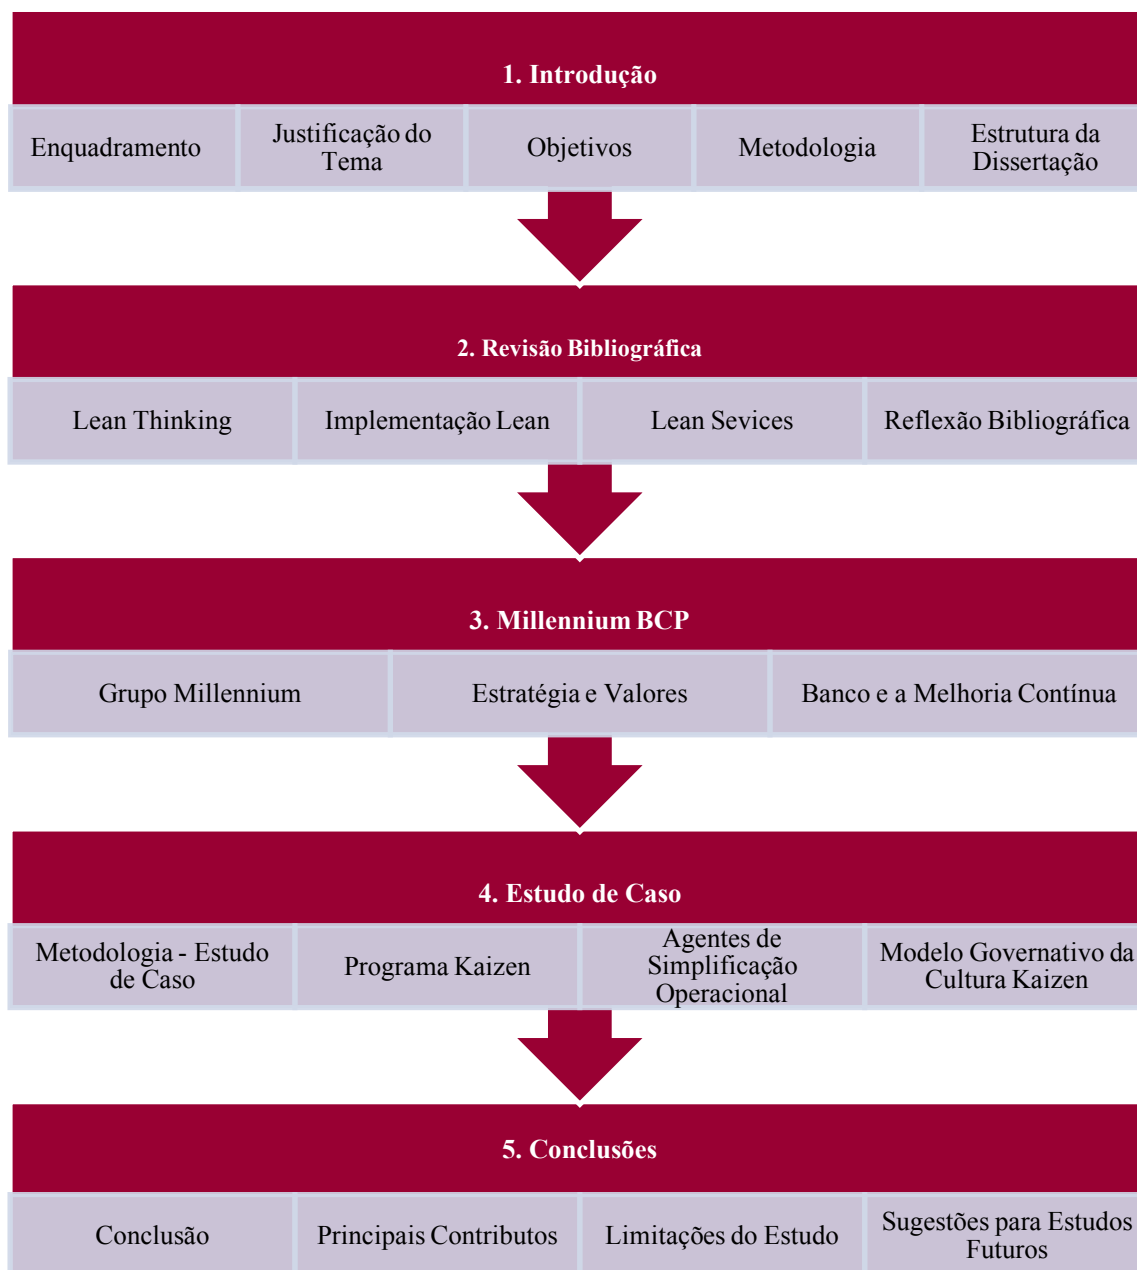 1. Introdução
Enquadramento
Justificação do
Tema
Objetivos
Metodologia
Estrutura da
Dissertação
2. Revisão Bibliográfica
Lean Thinking
Implementação Lean
Lean Sevices
Reflexão Bibliográfica
3. Millennium BCP
Grupo Millennium
Estratégia e Valores
Banco e a Melhoria Contínua
4. Estudo de Caso
Metodologia - Estudo
de Caso
Programa Kaizen
Agentes de
Simplificação
Operacional
Modelo Governativo da
Cultura Kaizen
5. Conclusões
Conclusão
Principais Contributos
Limitações do Estudo
Sugestões para Estudos
Futuros